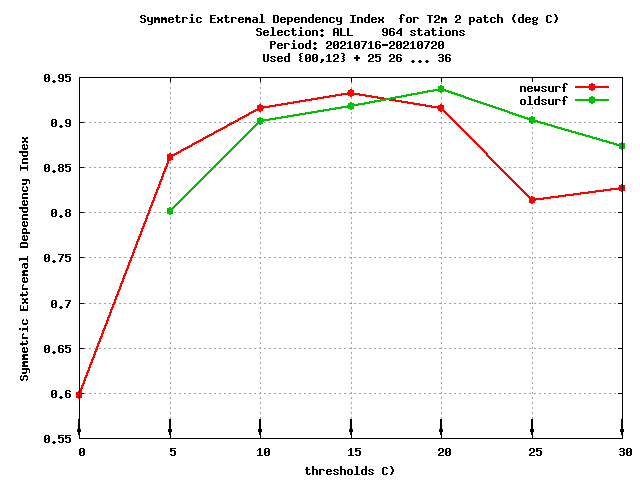 Symmetric Extremal Dependency Index  for T2m 2 patch (deg C)
Selection: ALL    964 stations
Period: 20210716-20210720
Used {00,12} + 25 26 ... 36
newsurf
oldsurf
Symmetric Extremal Dependency Index
0.95
0.9
0.85
0.8
0.75
0.7
0.65
0.6
0.55
0 5 10 15 20 25 30
thresholds C)